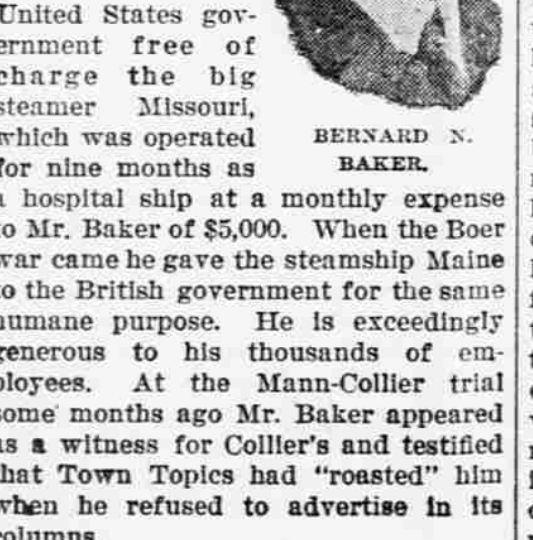 United States gov-
ernment free of
charge the big
steamer Missouri,
which was operated
for nine months as
BERNARD N.
BAKER.
a hospital ship at a monthly expense
to Mr. Baker of $5,000. When the Boer
war came he gave the steamship Maine
to the British government for the same
humane purpose. He is exceedingly
generous to his thousands of em-
ployees. At the Mann-Collier trial
some months ago Mr. Baker appeared
as a witness for Collier's and testified
that Town Topics had "roasted" him
when he refused to advertise in its
columns